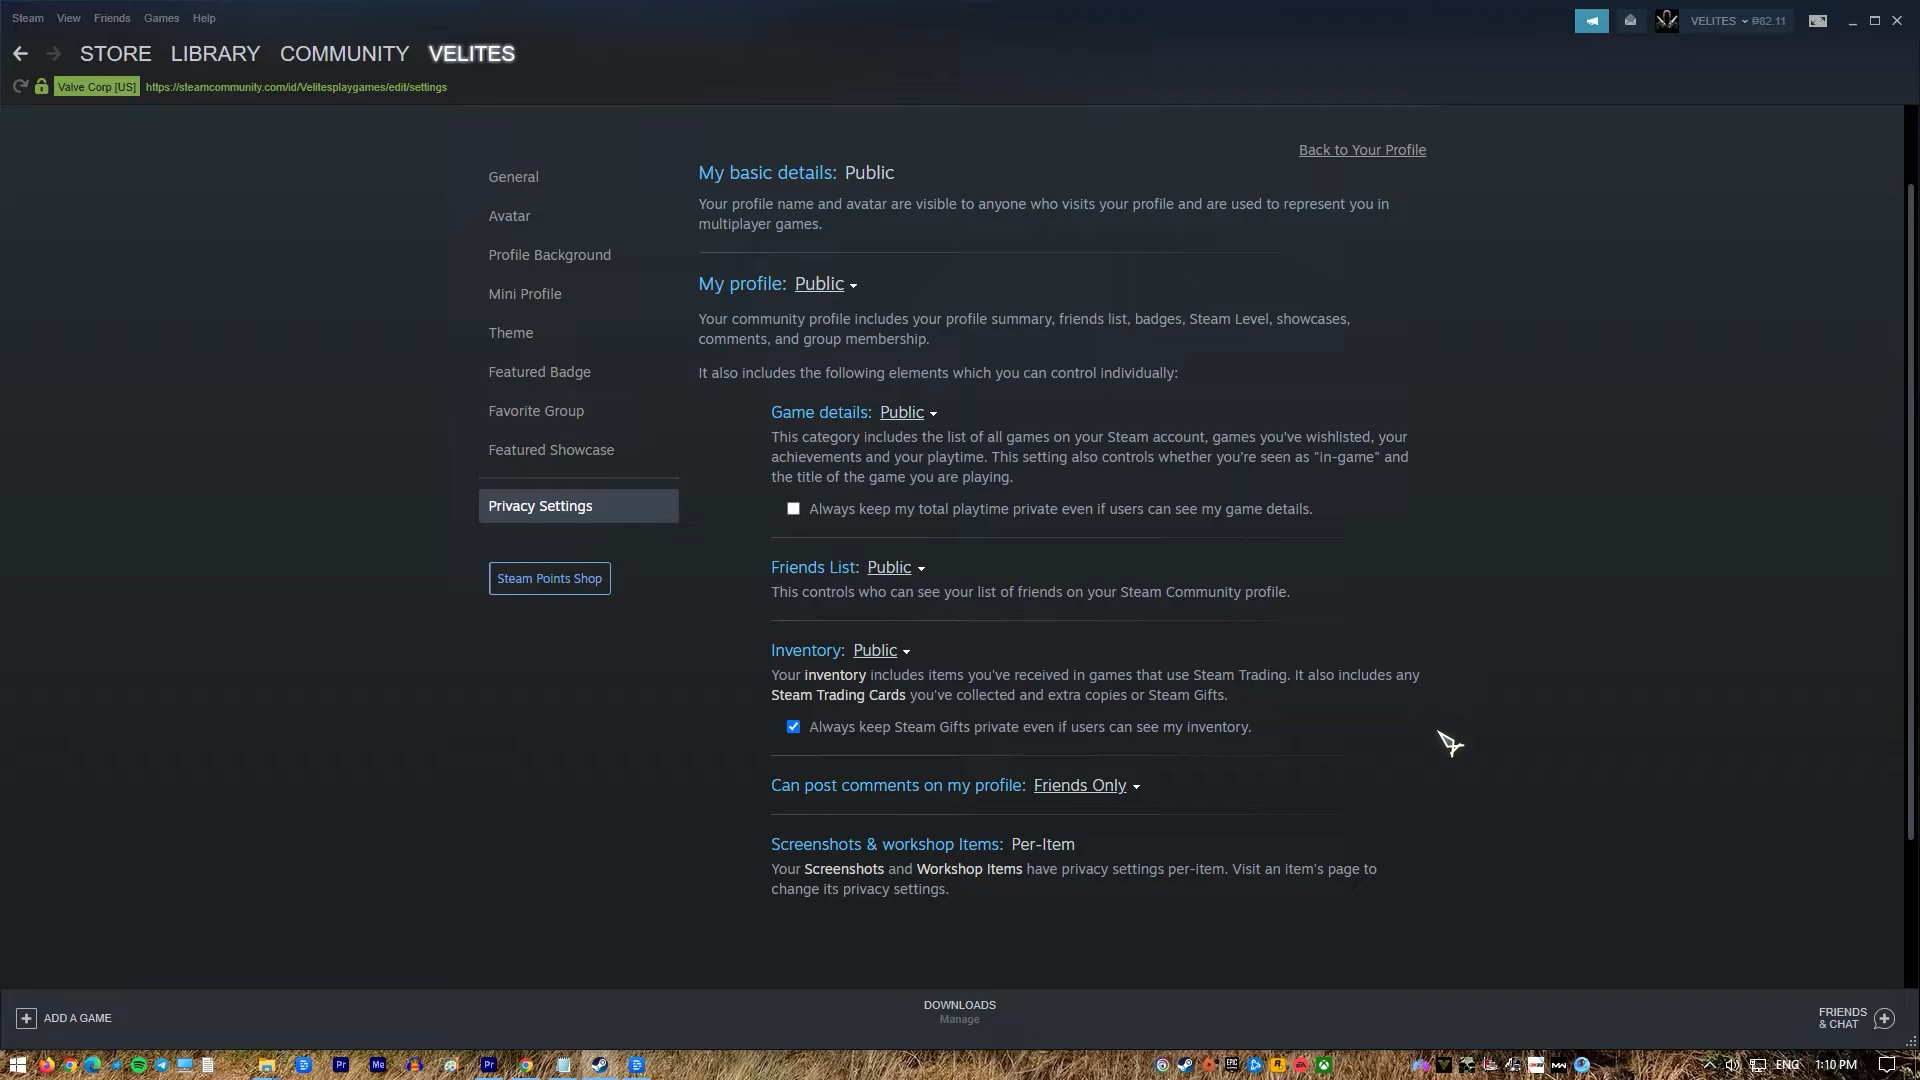 Steam View Friends Games Help
VELITES ₱82.11
STORE LIBRARY COMMUNITY VELITES
Valve Corp [US] https://steamcommunity.com/id/Velitesplaygames/edit/settings
Back to Your Profile
General
Avatar
Profile Background
Mini Profile
Theme
Featured Badge
Favorite Group
Featured Showcase
Privacy Settings
Steam Points Shop
My basic details: Public
Your profile name and avatar are visible to anyone who visits your profile and are used to represent you in
multiplayer games.
My profile: Public
Your community profile includes your profile summary, friends list, badges, Steam Level, showcases,
comments, and group membership.
It also includes the following elements which you can control individually:
Game details: Public
This category includes the list of all games on your Steam account, games you've wishlisted, your
achievements and your playtime. This setting also controls whether you're seen as "in-game" and
the title of the game you are playing.
Always keep my total playtime private even if users can see my game details.
Friends List: Public
This controls who can see your list of friends on your Steam Community profile.
Inventory: Public
Your inventory includes items you've received in games that use Steam Trading. It also includes any
Steam Trading Cards you've collected and extra copies or Steam Gifts.
Always keep Steam Gifts private even if users can see my inventory.
Can post comments on my profile: Friends Only
Screenshots & workshop Items: Per-Item
Your Screenshots and Workshop Items have privacy settings per-item. Visit an item's page to
change its privacy settings.
ADD A GAME
DOWNLOADS
Manage
FRIENDS
& CHAT
Pr Me Pr
EPIC
MW
ENG 1:10 PM